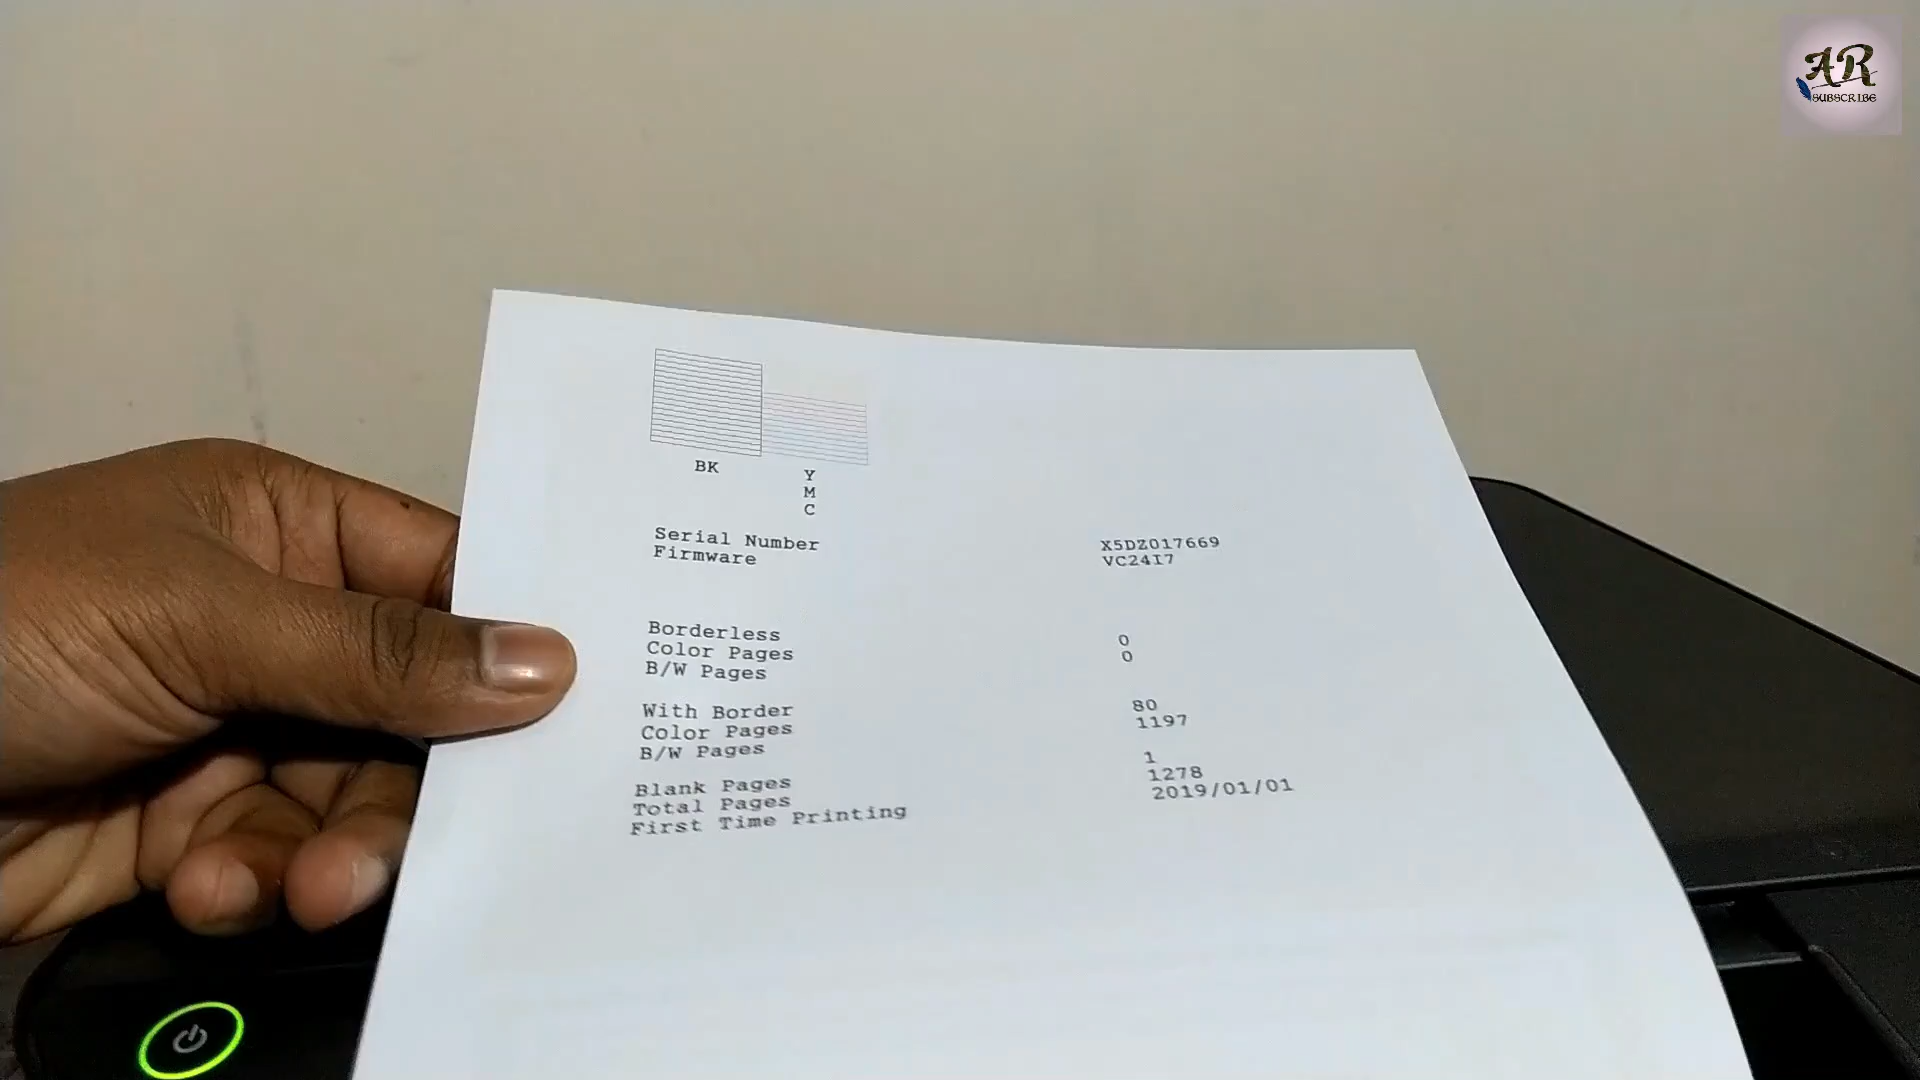 AR
SUBSCRIBE
BK
Y
M
C
Serial Number X5DZ017669
Firmware VC24I7
Borderless
Color Pages 0
B/W Pages 0
With Border
Color Pages 80
B/W Pages 1197
Blank Pages 1
Total Pages 1278
First Time Printing 2019/01/01